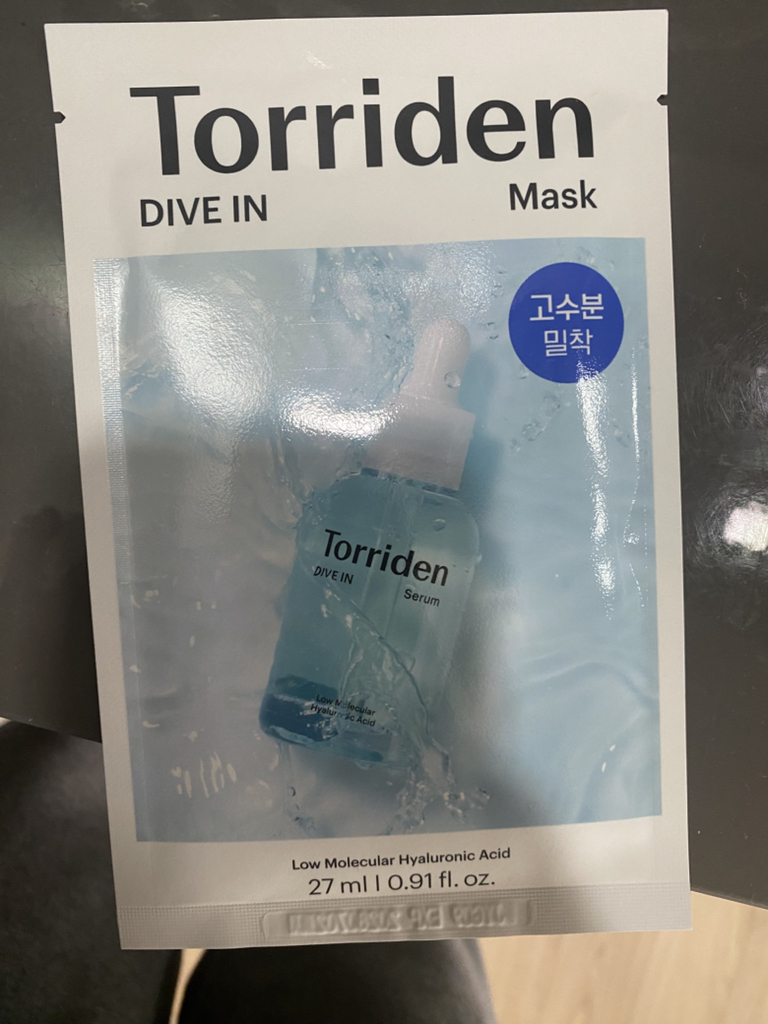 Torriden
DIVE IN Mask
고수분
밀착
Torriden
DIVE IN
Serum
Low Molecular
Hyaluronic Acid
Low Molecular Hyaluronic Acid
27 ml | 0.91 fl. oz.